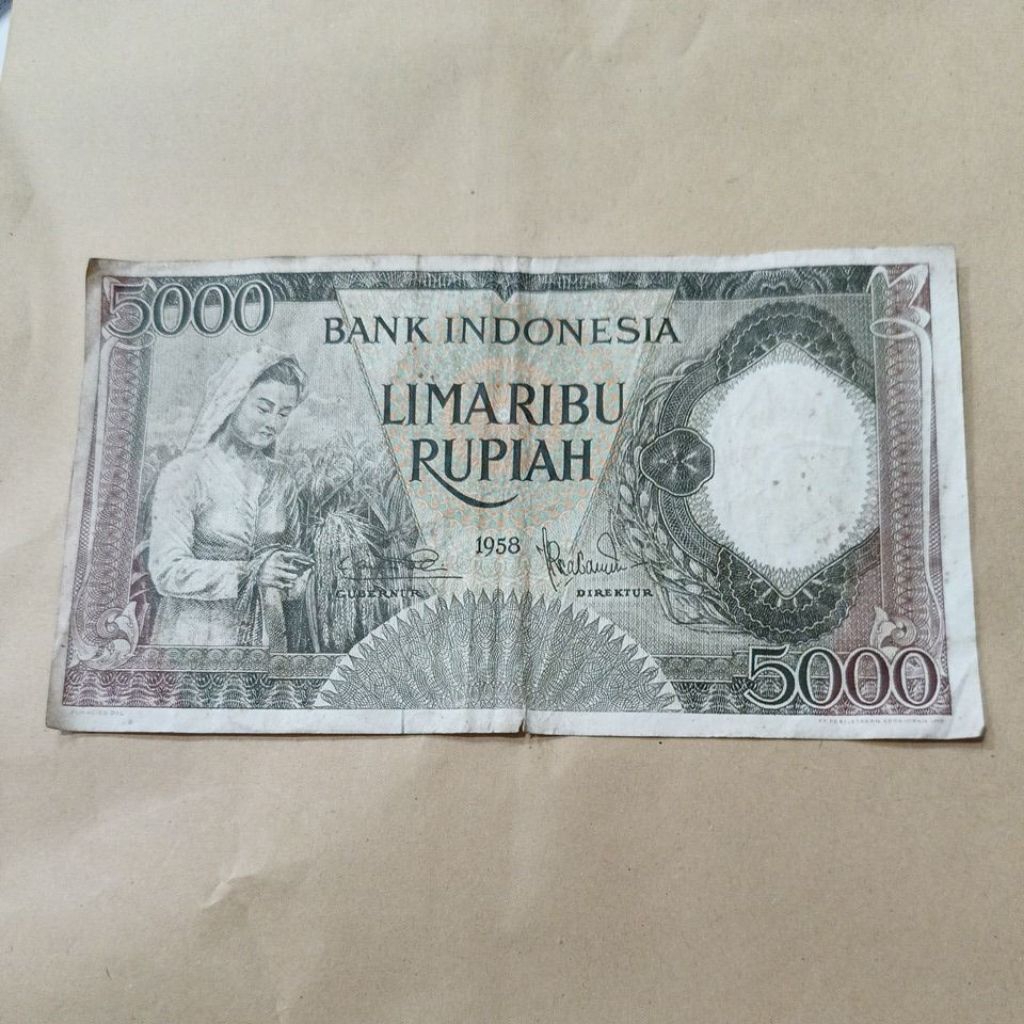 5000
BANK INDONESIA
LIMA RIBU
RUPIAH
1958
GUBERNUR
DIREKTUR
5000